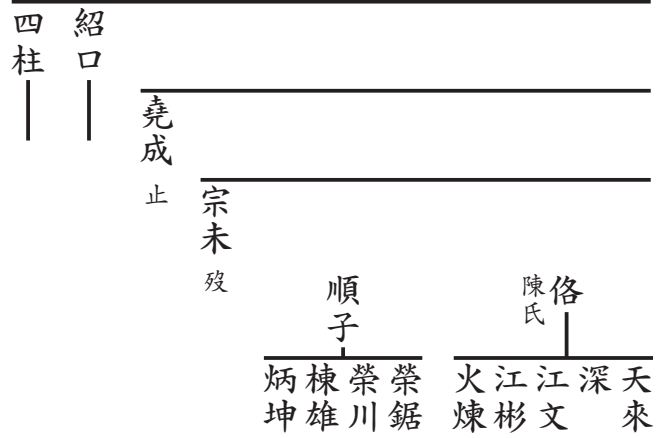 四柱
紹口
堯成
止
宗未
歿
順子
炳坤
棟雄
榮川
榮鋸
佫
陳氏
火煉
江彬
江文
深
天來